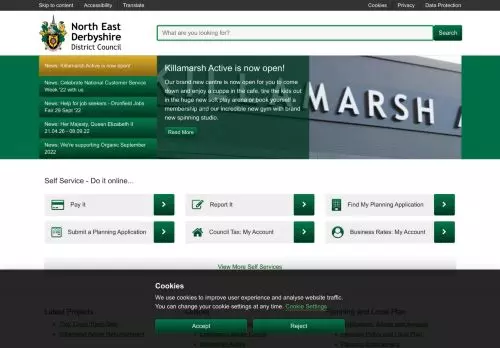 Skip to content Accessibility Translate Cookies Privacy Data Protection
North East
Derbyshire
District Council
What are you looking for?
Search
News: Killamarsh Active is now open!
News: Celebrate National Customer Service
Week '22 with us
News: Help for job seekers - Dronfield Jobs
Fair 29 Sept '22
News: Her Majesty, Queen Elizabeth II
21.04.26 - 08.09.22
News: We're supporting Organic September
2022
Killamarsh Active is now open!
Our brand new centre is now open for you to come
down and enjoy a cuppa in the cafe, tire the kids out
in the huge new soft play arena or book yourself a
membership and our incredible new gym with brand
new spinning studio.
Read More
MARSH A
Self Service - Do it online...
Pay it
Report It
Find My Planning Application
Submit a Planning Application
Council Tax: My Account
Business Rates: My Account
View More Self Services
Cookies
We use cookies to improve user experience and analyse website traffic.
You can change your cookie settings at any time. Cookie Settings
Accept
Reject
Latest Projects
Planning and Local Plan